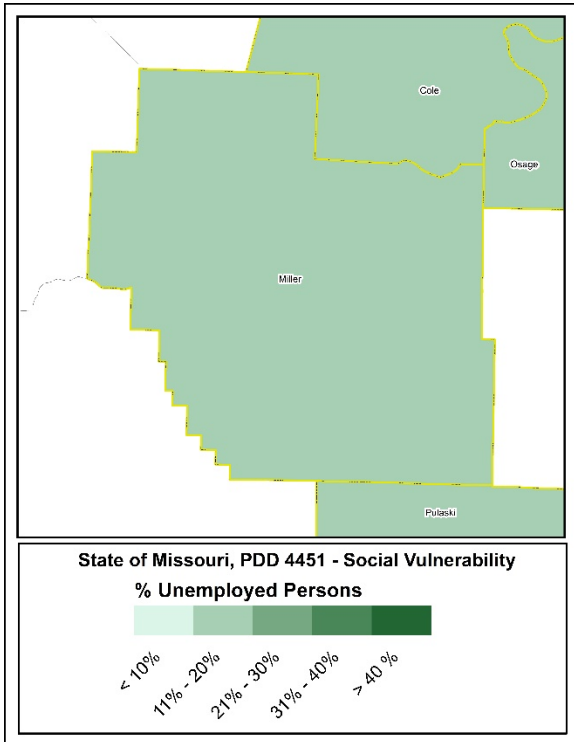 Cole
Osage
Miller
Pulaski
State of Missouri, PDD 4451 - Social Vulnerability
% Unemployed Persons
< 10%
11% - 20%
21% - 30%
31% - 40%
> 40 %